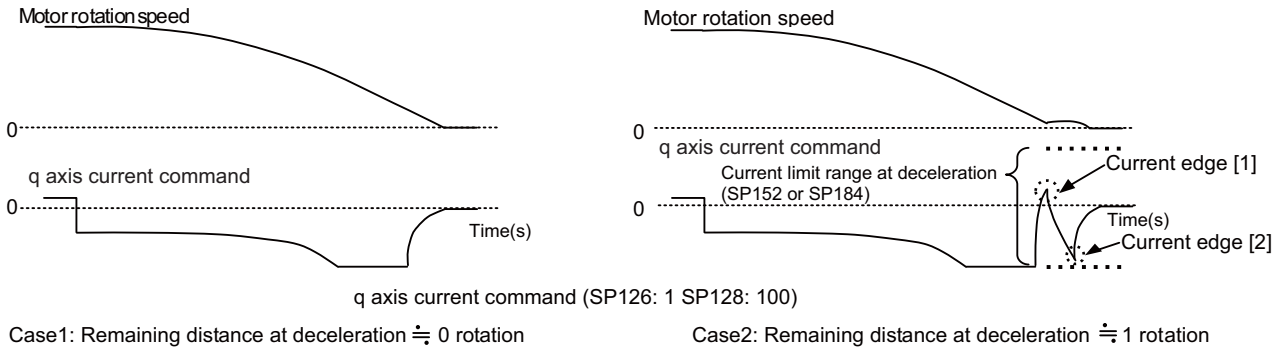 Motor rotation speed
0
q axis current command
0
Time(s)
Motor rotation speed
0
q axis current command
Current limit range at deceleration
(SP152 or SP184)
Current edge [1]
0
Time(s)
Current edge [2]
q axis current command (SP126: 1 SP128: 100)
Case1: Remaining distance at deceleration ≒ 0 rotation
Case2: Remaining distance at deceleration ≒ 1 rotation